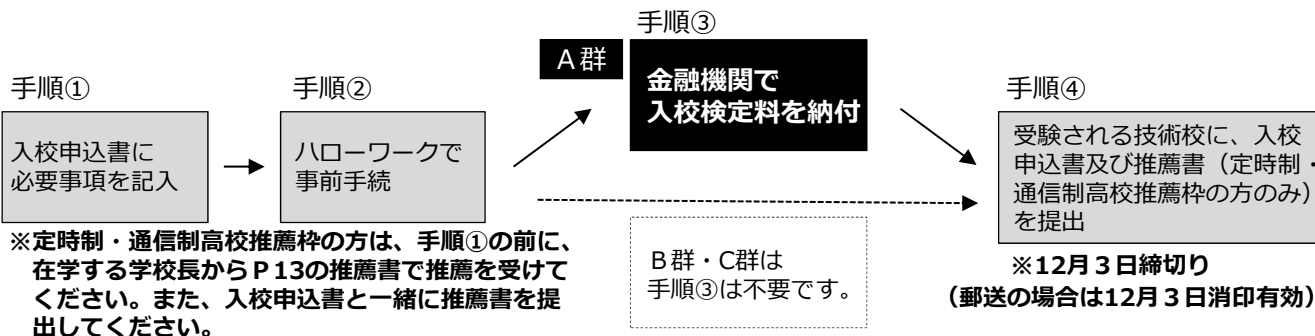 手順①
入校申込書に
必要事項を記入
手順②
ハローワークで
事前手続
手順③
A群
金融機関で
入校検定料を納付
B群・C群は
手順③は不要です。
手順④
受験される技術校に、入校
申込書及び推薦書（定時制・
通信制高校推薦枠の方のみ）
を提出
※12月３日締切り
（郵送の場合は12月３日消印有効）
※定時制・通信制高校推薦枠の方は、手順①の前に、
在学する学校長からＰ13の推薦書で推薦を受けて
ください。また、入校申込書と一緒に推薦書を提
出してください。